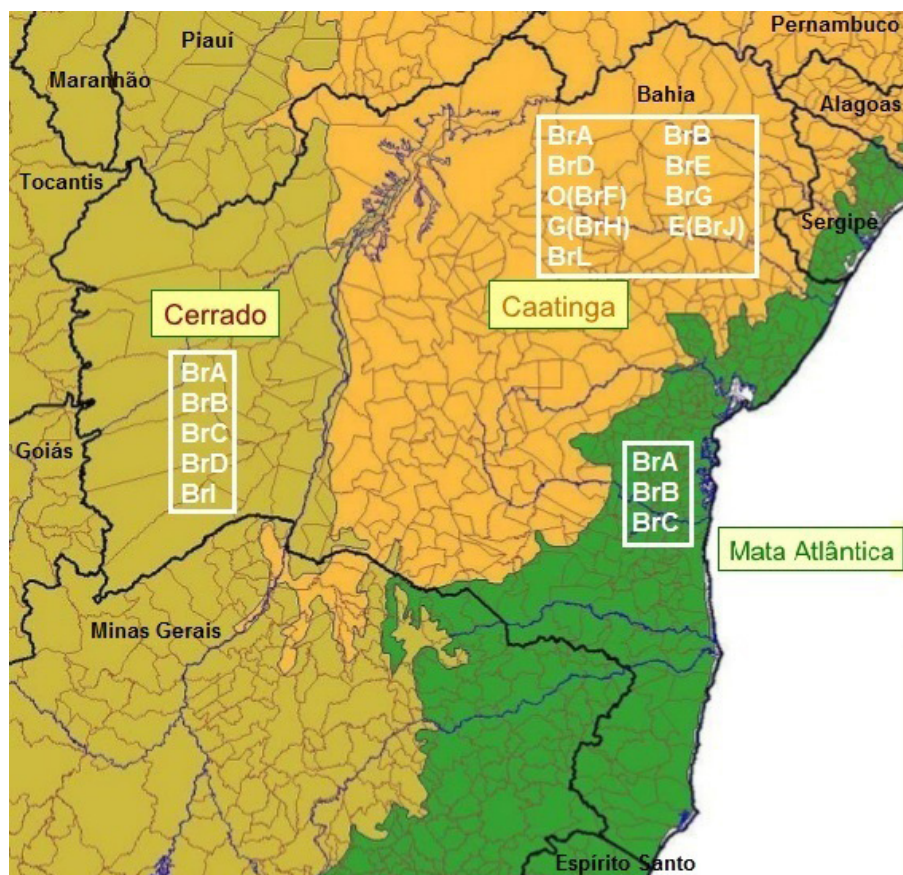 Pernambuco
Piauí
Maranhão
Bahia
Alagoas
BrA BrB
BrD BrE
O(BrF) BrG
G(BrH) E(BrJ)
BrL
Tocantis
Sergipe
Cerrado
Caatinga
BrA
BrB
BrC
BrD
BrI
Goiás
BrA
BrB
BrC
Mata Atlântica
Minas Gerais
Espírito Santo